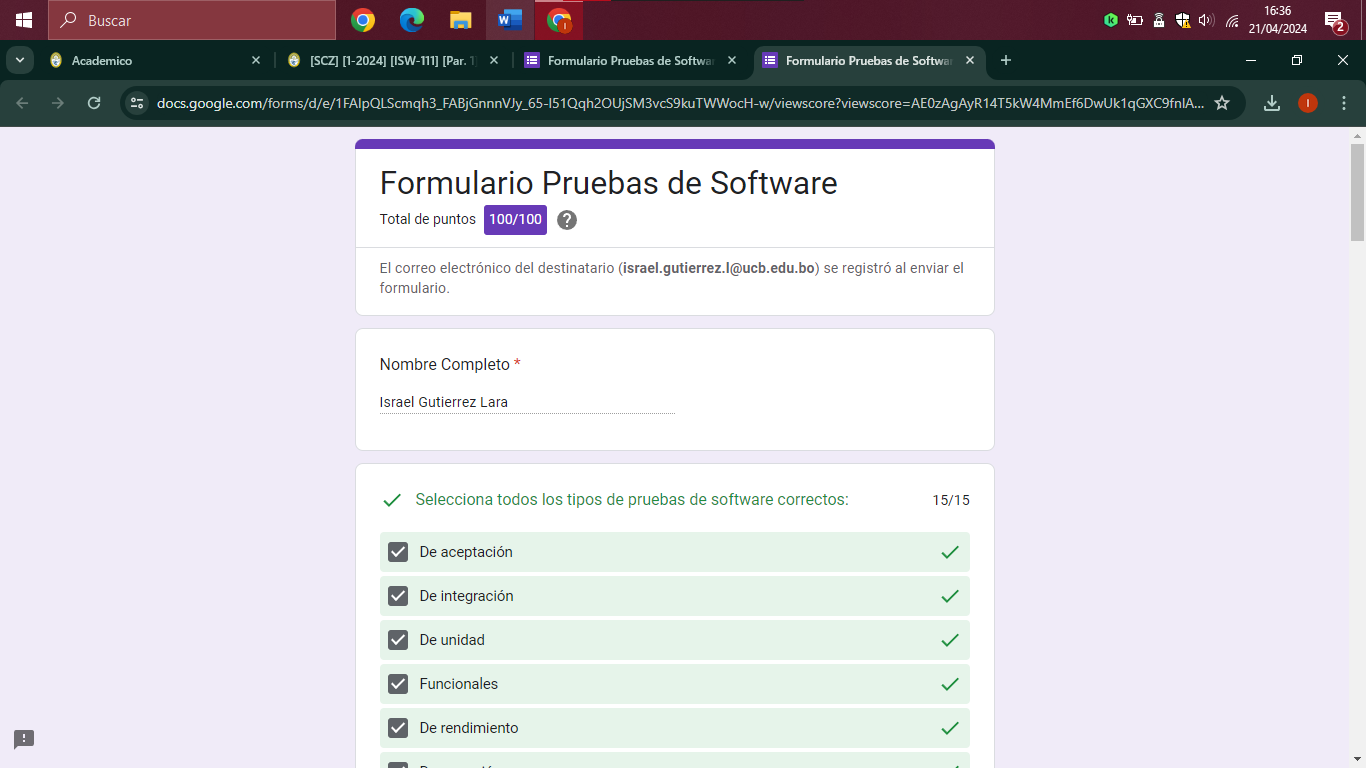 Buscar
16:36
21/04/2024
2
Academico
[SCZ] [1-2024] [ISW-111] [Par. 1]
Formulario Pruebas de Softwar
Formulario Pruebas de Softwar
docs.google.com/forms/d/e/1FAIpQLScmqh3_FABjGnnnVJy_65-I51Qqh2OUjSM3vcS9kuTWWocH-w/viewscore?viewscore=AE0zAgAyR14T5kW4MmEf6DwUk1qGXC9fnIA...
I
Formulario Pruebas de Software
Total de puntos 100/100
El correo electrónico del destinatario (israel.gutierrez.l@ucb.edu.bo) se registró al enviar el
formulario.
Nombre Completo *
Israel Gutierrez Lara
Selecciona todos los tipos de pruebas de software correctos: 15/15
De aceptación
De integración
De unidad
Funcionales
De rendimiento